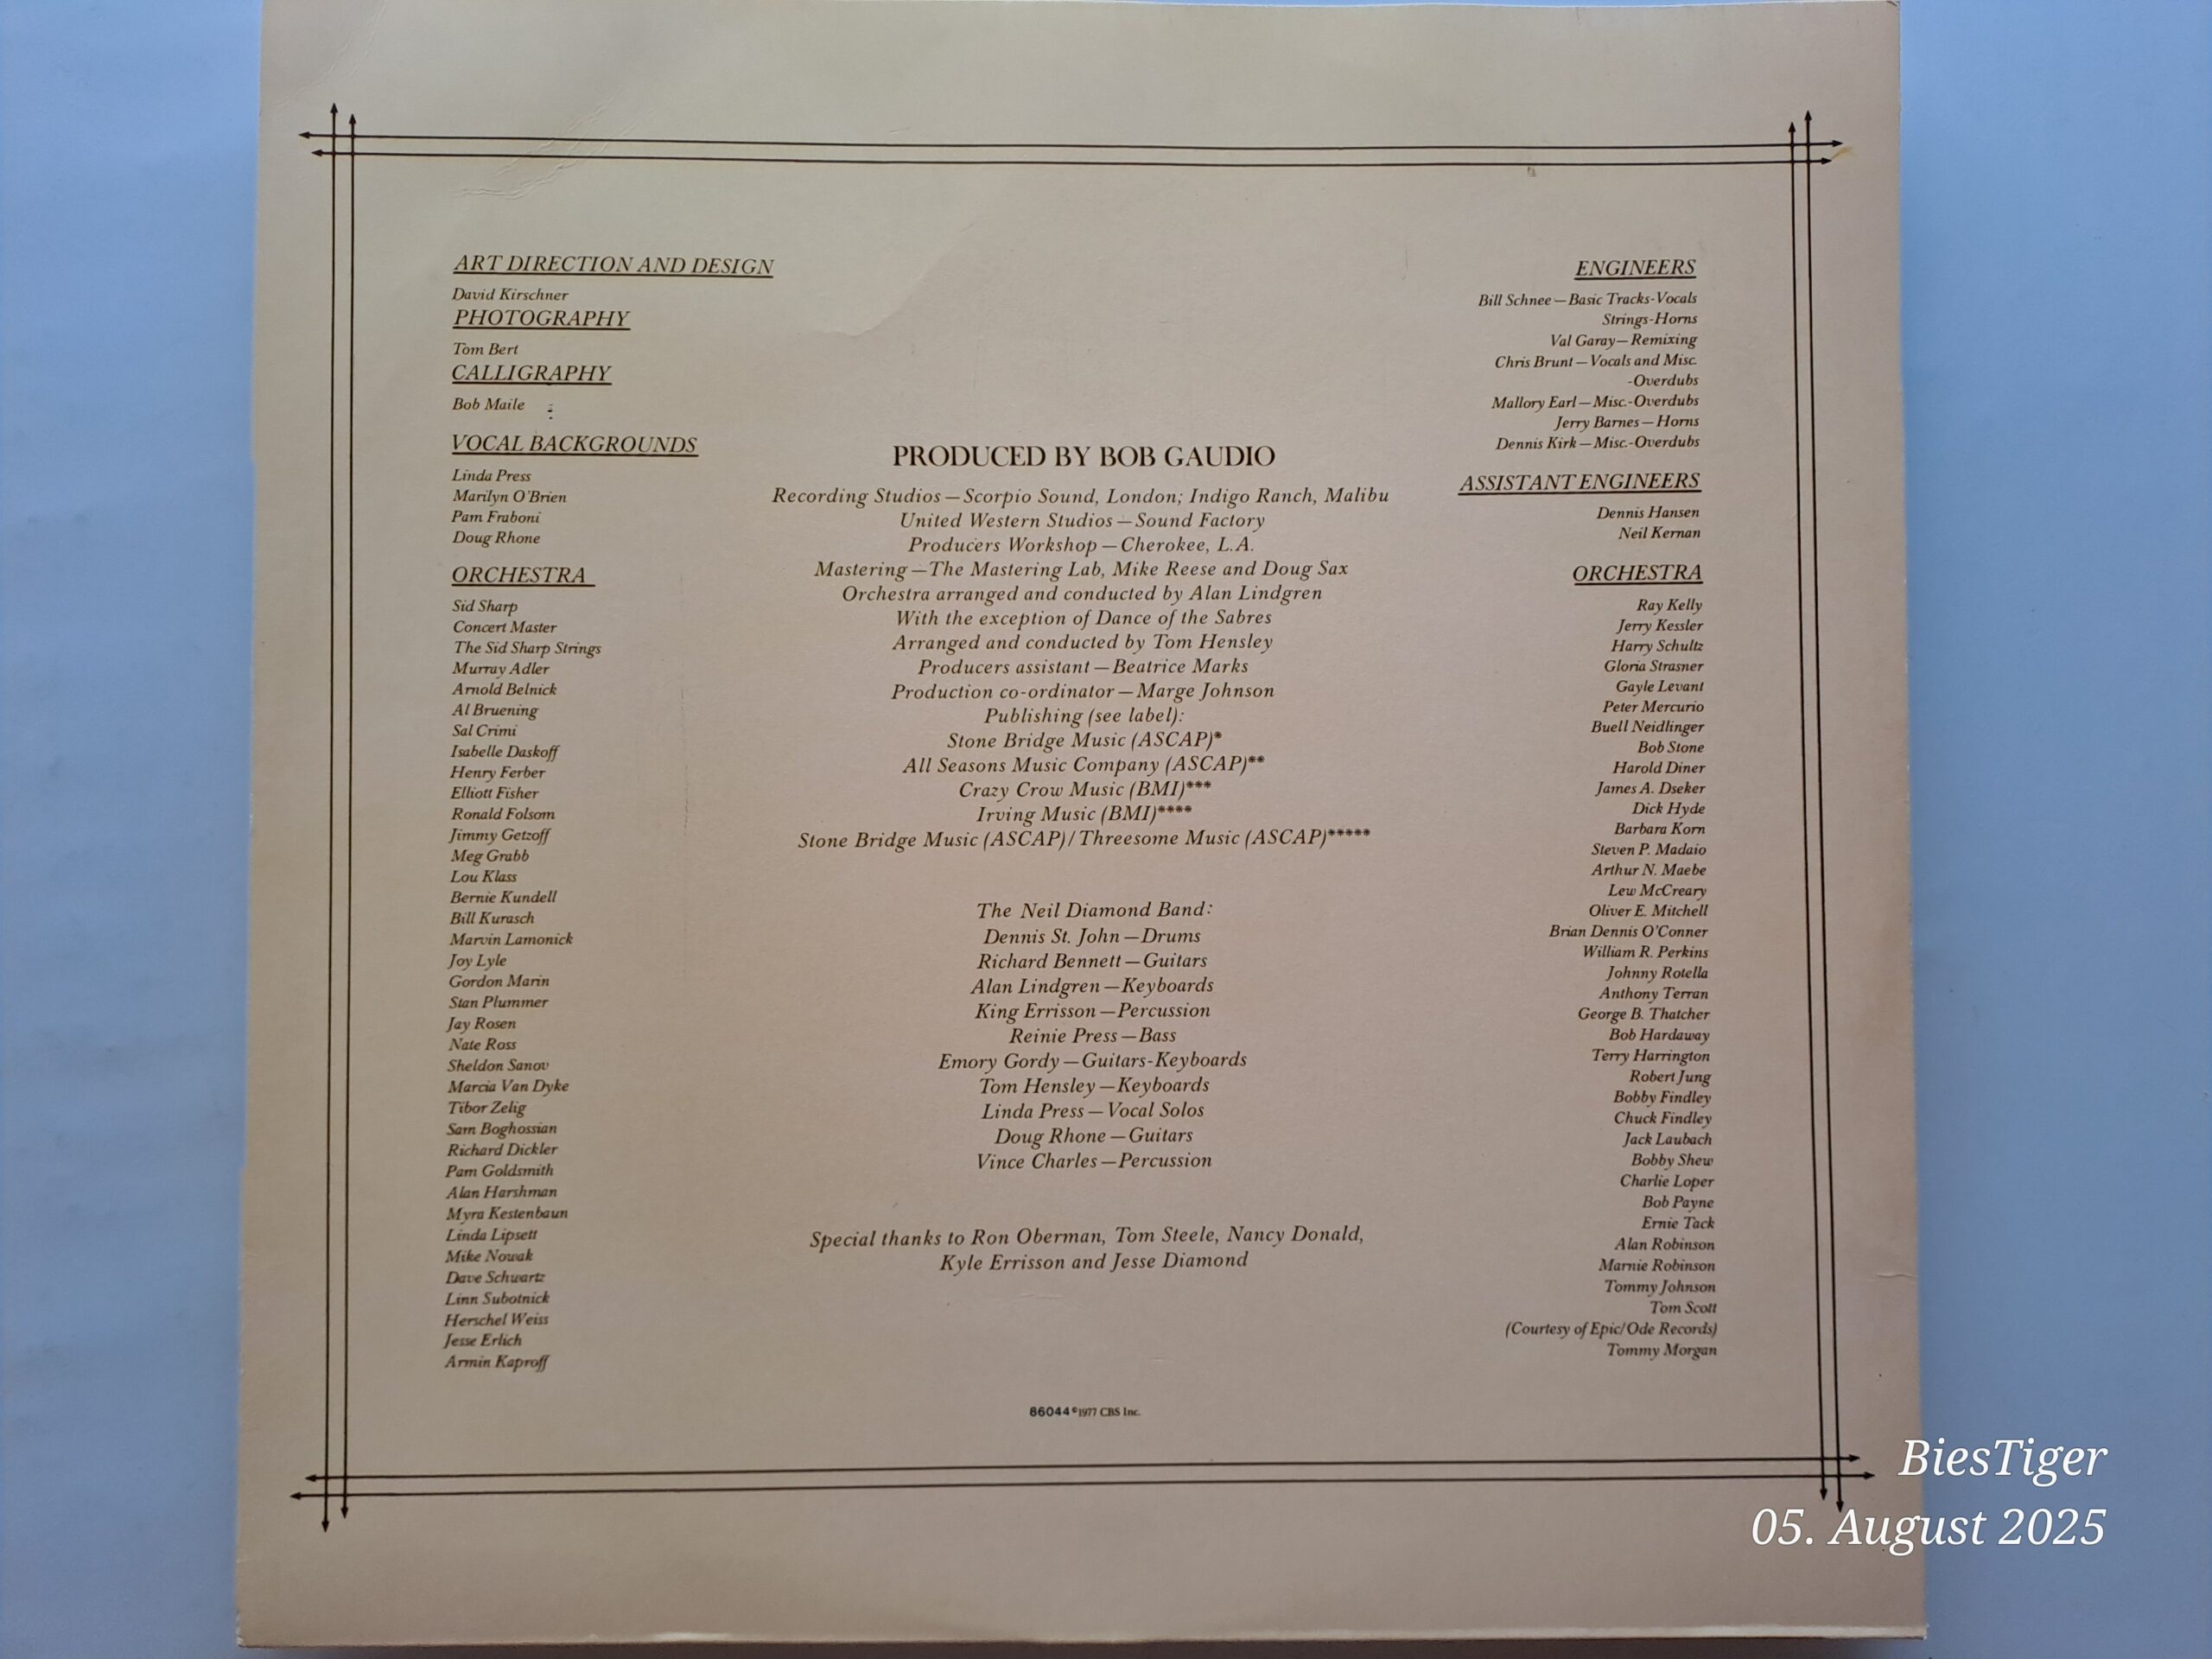 ART DIRECTION AND DESIGN
David Kirschner
PHOTOGRAPHY
Tom Bert
CALLIGRAPHY
Bob Maile
VOCAL BACKGROUNDS
Linda Press
Marilyn O'Brien
Pam Fraboni
Doug Rhone
ORCHESTRA
Sid Sharp
Concert Master
The Sid Sharp Strings
Murray Adler
Arnold Belnick
Al Bruening
Sal Crimi
Isabelle Daskoff
Henry Ferber
Elliott Fisher
Ronald Folsom
Jimmy Getzoff
Meg Grabb
Lou Klass
Bernie Kundell
Bill Kurasch
Marvin Lamonick
Joy Lyle
Gordon Marin
Stan Plummer
Jay Rosen
Nate Ross
Sheldon Sanov
Marcia Van Dyke
Tibor Zelig
Sam Boghossian
Richard Dickler
Pam Goldsmith
Alan Harshman
Myra Kestenbaun
Linda Lipsett
Mike Nowak
Dave Schwartz
Linn Subotnick
Herschel Weiss
Jesse Erlich
Armin Kaproff
PRODUCED BY BOB GAUDIO
Recording Studios—Scorpio Sound, London; Indigo Ranch, Malibu
United Western Studios—Sound Factory
Producers Workshop—Cherokee, L.A.
Mastering—The Mastering Lab, Mike Reese and Doug Sax
Orchestra arranged and conducted by Alan Lindgren
With the exception of Dance of the Sabres
Arranged and conducted by Tom Hensley
Producers assistant—Beatrice Marks
Production co-ordinator—Marge Johnson
Publishing (see label):
Stone Bridge Music (ASCAP)*
All Seasons Music Company (ASCAP)**
Crazy Crow Music (BMI)***
Irving Music (BMI)****
Stone Bridge Music (ASCAP)/Threesome Music (ASCAP)*****
The Neil Diamond Band:
Dennis St. John—Drums
Richard Bennett—Guitars
Alan Lindgren—Keyboards
King Errisson—Percussion
Reinie Press—Bass
Emory Gordy—Guitars-Keyboards
Tom Hensley—Keyboards
Linda Press—Vocal Solos
Doug Rhone—Guitars
Vince Charles—Percussion
Special thanks to Ron Oberman, Tom Steele, Nancy Donald,
Kyle Errisson and Jesse Diamond
86044 ©1977 CBS Inc.
ENGINEERS
Bill Schnee—Basic Tracks-Vocals
Strings-Horns
Val Garay—Remixing
Chris Brunt—Vocals and Misc.
-Overdubs
Mallory Earl—Misc.-Overdubs
Jerry Barnes—Horns
Dennis Kirk—Misc.-Overdubs
ASSISTANT ENGINEERS
Dennis Hansen
Neil Kernan
ORCHESTRA
Ray Kelly
Jerry Kessler
Harry Schultz
Gloria Strasner
Gayle Levant
Peter Mercurio
Buell Neidlinger
Bob Stone
Harold Diner
James A. Dseker
Dick Hyde
Barbara Korn
Steven P. Madaio
Arthur N. Maebe
Lew McCreary
Oliver E. Mitchell
Brian Dennis O'Conner
William R. Perkins
Johnny Rotella
Anthony Terran
George B. Thatcher
Bob Hardaway
Terry Harrington
Robert Jung
Bobby Findley
Chuck Findley
Jack Laubach
Bobby Shew
Charlie Loper
Bob Payne
Ernie Tack
Alan Robinson
Marnie Robinson
Tommy Johnson
Tom Scott
(Courtesy of Epic/Ode Records)
Tommy Morgan
BiesTiger
05. August 2025